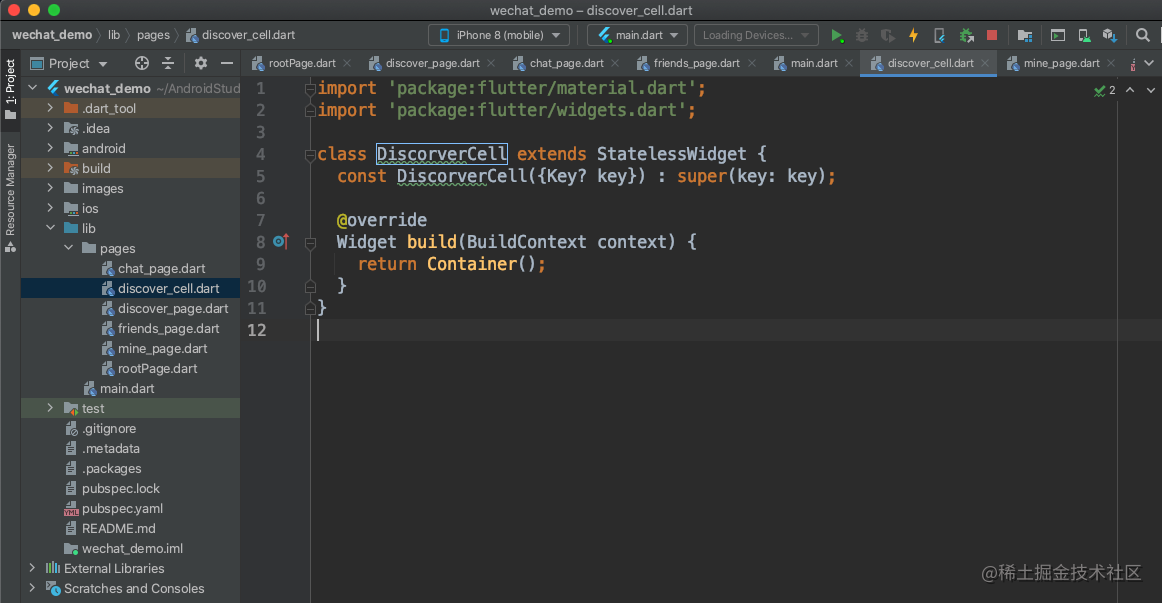 wechat_demo – discover_cell.dart
wechat_demo lib pages discover_cell.dart iPhone 8 (mobile) main.dart Loading Devices...
1: Project
Resource Manager
Project
rootPage.dart discover_page.dart chat_page.dart friends_page.dart main.dart discover_cell.dart mine_page.dart
wechat_demo ~/AndroidStud
.dart_tool
.idea
android
build
images
ios
lib
pages
chat_page.dart
discover_cell.dart
discover_page.dart
friends_page.dart
mine_page.dart
rootPage.dart
main.dart
test
.gitignore
.metadata
.packages
pubspec.lock
pubspec.yaml
README.md
wechat_demo.iml
External Libraries
Scratches and Consoles
2
1 import 'package:flutter/material.dart';
2 import 'package:flutter/widgets.dart';
3
4 class DiscorverCell extends StatelessWidget {
5 const DiscorverCell({Key? key}) : super(key: key);
6
7 @override
8 Widget build(BuildContext context) {
9 return Container();
10 }
11 }
12
@稀土掘金技术社区